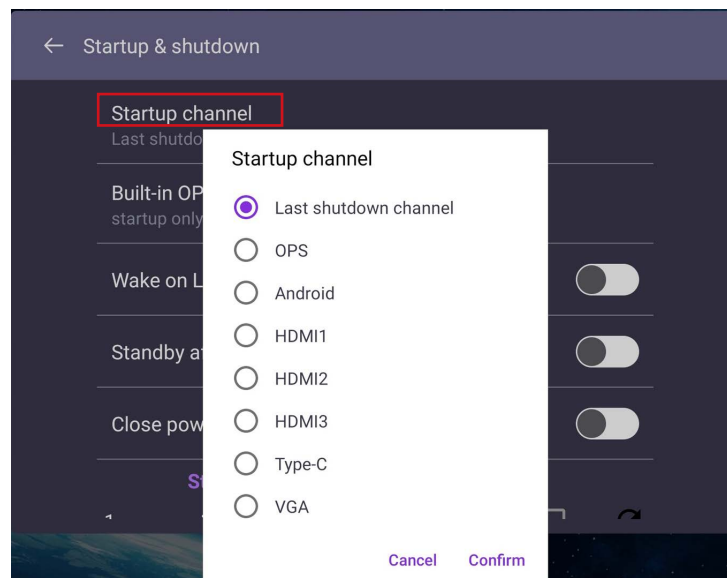 Startup & shutdown
Startup channel
Last shutdo
Startup channel
Last shutdown channel
OPS
Android
HDMI1
HDMI2
HDMI3
Type-C
VGA
Cancel Confirm
Built-in OP
startup only
Wake on L
Standby a
Close pow
S